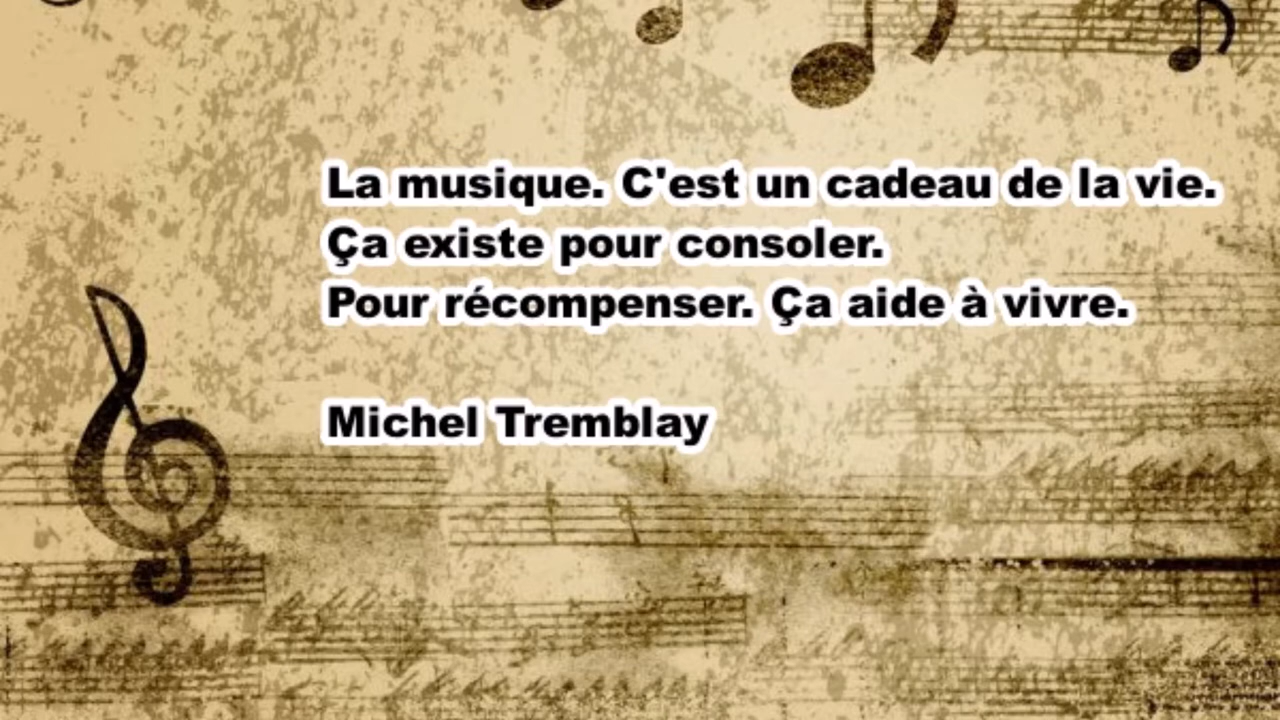 La musique. C'est un cadeau de la vie.
Ça existe pour consoler.
Pour récompenser. Ça aide à vivre.
Michel Tremblay